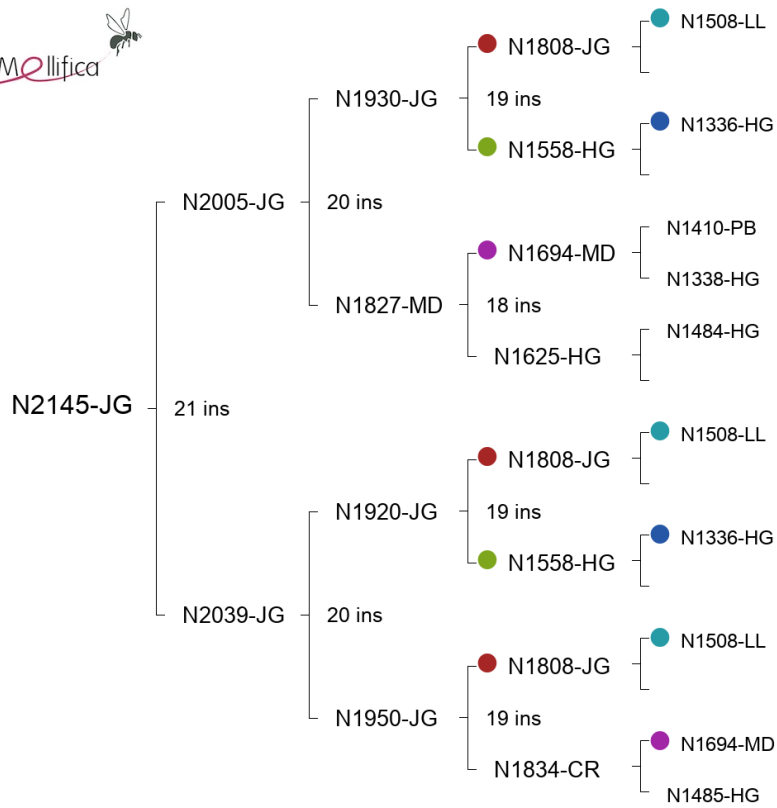 Mellifica
N1508-LL
N1808-JG
N1930-JG
19 ins
N1336-HG
N1558-HG
N2005-JG
20 ins
N1410-PB
N1694-MD
N1338-HG
N1827-MD
18 ins
N1484-HG
N1625-HG
N2145-JG
21 ins
N1508-LL
N1808-JG
N1920-JG
19 ins
N1336-HG
N1558-HG
N2039-JG
20 ins
N1508-LL
N1808-JG
N1950-JG
19 ins
N1694-MD
N1834-CR
N1485-HG